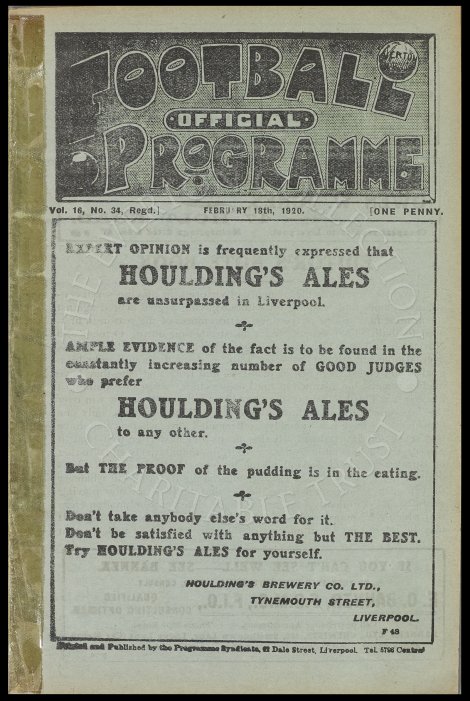 FOOTBALL
OFFICIAL
PROGRAMME
Vol. 16, No. 34, Regd.] FEBRUARY 18th, 1920. [ONE PENNY.
EXPERT OPINION is frequently expressed that
HOULDING'S ALES
are unsurpassed in Liverpool.
AMPLE EVIDENCE of the fact is to be found in the
constantly increasing number of GOOD JUDGES
who prefer
HOULDING'S ALES
to any other.
But THE PROOF of the pudding is in the eating.
Don't take anybody else's word for it.
Don't be satisfied with anything but THE BEST.
Try HOULDING'S ALES for yourself.
HOULDING'S BREWERY CO. LTD.,
TYNEMOUTH STREET,
LIVERPOOL.
F 48
Printed and Published by the Programme Syndicate, 61 Dale Street, Liverpool. Tel. 5796 Central